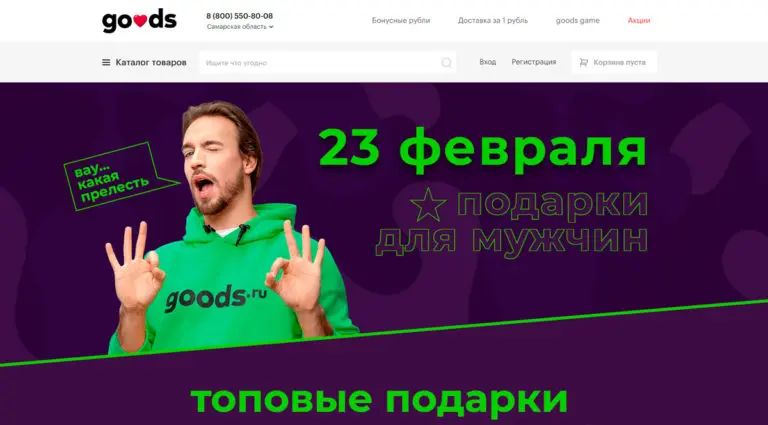 goods
8 (800) 550-80-08
Самарская область
Бонусные рубли
Доставка за 1 рубль
goods game
Акции
Каталог товаров
Ищите что угодно
Вход
Регистрация
Корзина пуста
вау...
какая
прелесть
23 февраля
подарки
для мужчин
goods.ru
топовые подарки